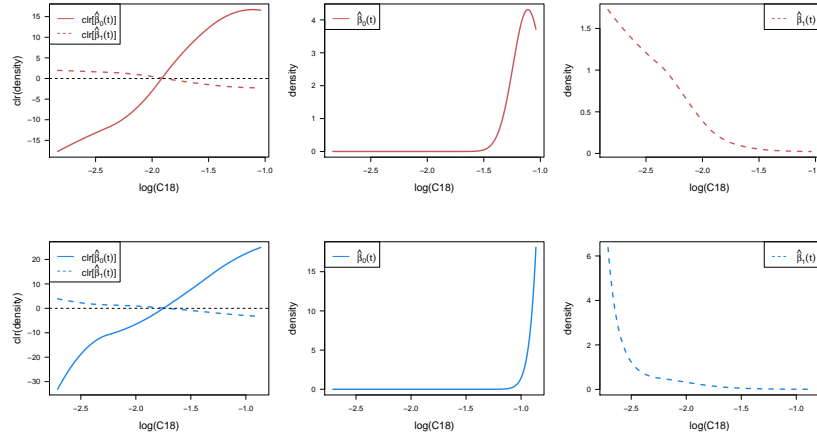 clr[β̂₀(t)]
clr[β̂₁(t)]
clr(density)
15
10
5
0
−5
−10
−15
−2.5
−2.0
−1.5
−1.0
log(C18)
β̂₀(t)
density
4
3
2
1
0
−2.5
−2.0
−1.5
−1.0
log(C18)
β̂₁(t)
density
1.5
1
0.5
0
−2.5
−2.0
−1.5
−1.0
log(C18)
clr[β̂₀(t)]
clr[β̂₁(t)]
clr(density)
20
10
0
−10
−20
−30
−2.5
−2.0
−1.5
−1.0
log(C18)
β̂₀(t)
density
15
10
5
0
−2.5
−2.0
−1.5
−1.0
log(C18)
β̂₁(t)
density
6
4
2
0
−2.5
−2.0
−1.5
−1.0
log(C18)